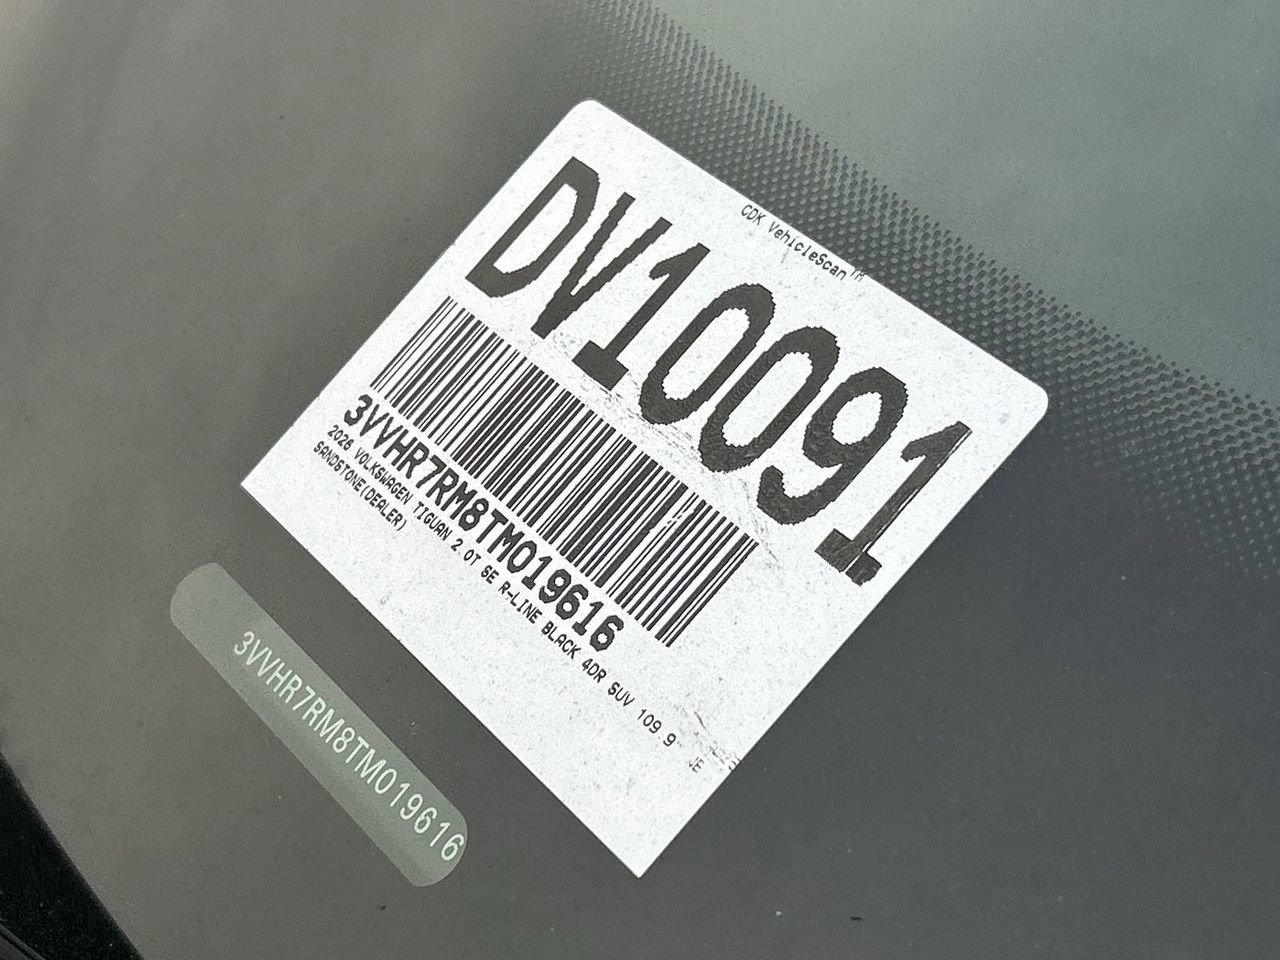 CDK VehicleScan™
DV10091
3VVHR7RM8TM019616
2026 VOLKSWAGEN TIGUAN 2 0T SE R-LINE BLACK 4DR SUV 109.9
SANDSTONE(DEALER)
3VVHR7RM8TM019616